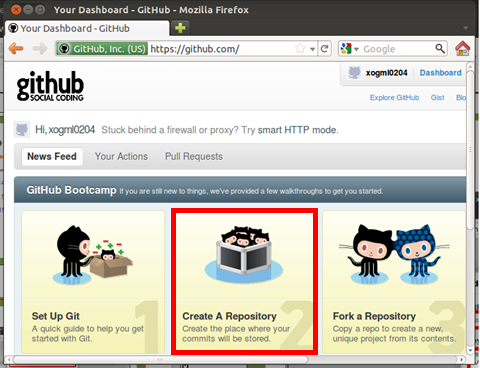 Your Dashboard - GitHub - Mozilla Firefox
Your Dashboard - GitHub
GitHub, Inc. (US) https://github.com/ Google
github
SOCIAL CODING
xogml0204 Dashboard
Explore GitHub Gist Blo
Hi, xogml0204 Stuck behind a firewall or proxy? Try smart HTTP mode.
News Feed Your Actions Pull Requests
GitHub Bootcamp If you are still new to things, we've provided a few walkthroughs to get you started.
1 2 3
Set Up Git
A quick guide to help you
get started with Git.
Create A Repository
Create the place where your
commits will be stored.
Fork a Repository
Copy a repo to create a new,
unique project from its contents.